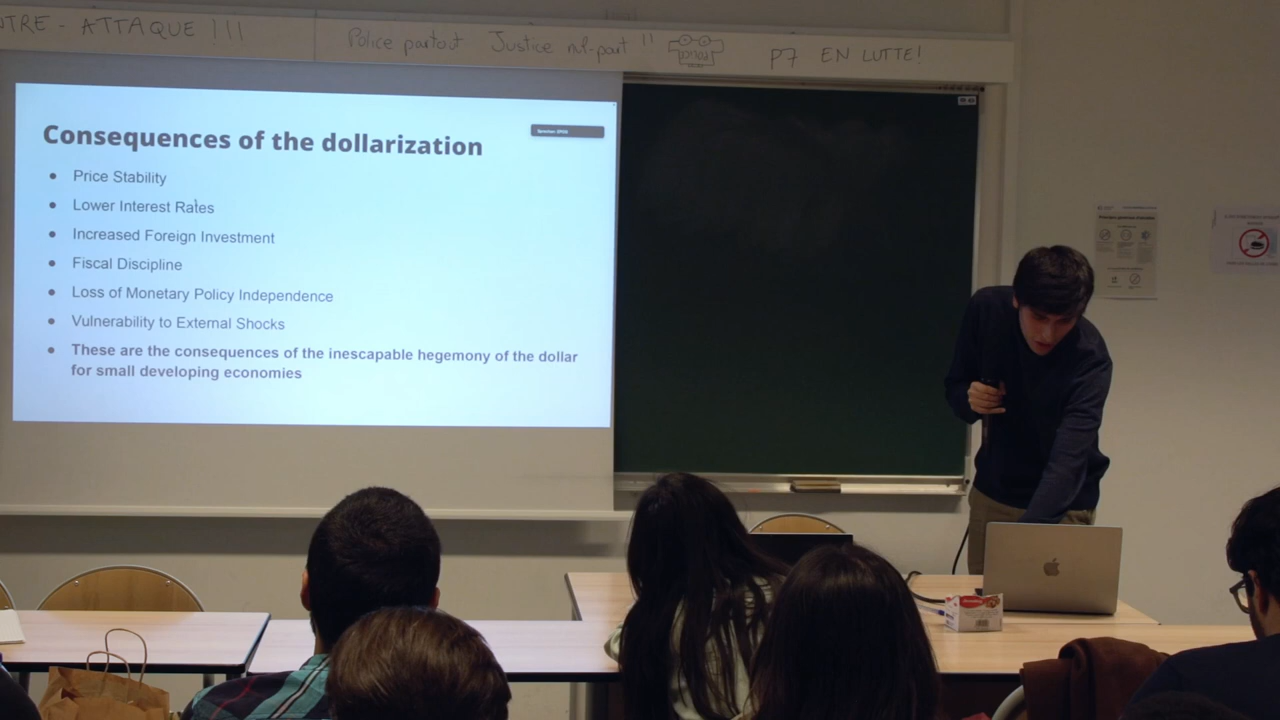 TRE - ATTAQUE !!!
Police partout Justice nul-part !!
P7 EN LUTTE!
Consequences of the dollarization
● Price Stability
● Lower Interest Rates
● Increased Foreign Investment
● Fiscal Discipline
● Loss of Monetary Policy Independence
● Vulnerability to External Shocks
● These are the consequences of the inescapable hegemony of the dollar
for small developing economies